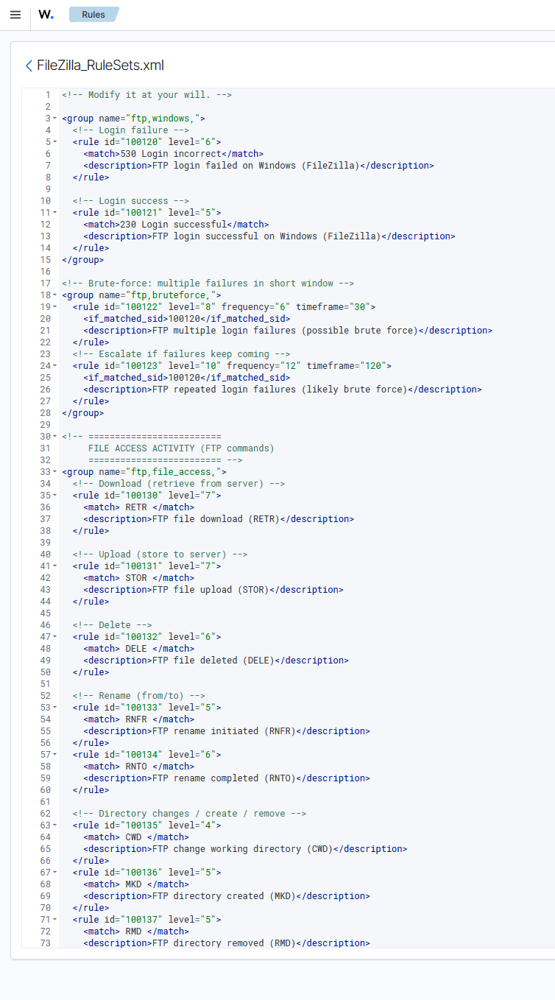 W.
Rules
FileZilla_RuleSets.xml
1 <!-- Modify it at your will. -->
2
3 <group name="ftp,windows,">
4   <!-- Login failure -->
5   <rule id="100120" level="6">
6     <match>530 Login incorrect</match>
7     <description>FTP login failed on Windows (FileZilla)</description>
8   </rule>
9
10   <!-- Login success -->
11   <rule id="100121" level="5">
12     <match>230 Login successful</match>
13     <description>FTP login successful on Windows (FileZilla)</description>
14   </rule>
15 </group>
16
17 <!-- Brute-force: multiple failures in short window -->
18 <group name="ftp,bruteforce,">
19   <rule id="100122" level="8" frequency="6" timeframe="30">
20     <if_matched_sid>100120</if_matched_sid>
21     <description>FTP multiple login failures (possible brute force)</description>
22   </rule>
23   <!-- Escalate if failures keep coming -->
24   <rule id="100123" level="10" frequency="12" timeframe="120">
25     <if_matched_sid>100120</if_matched_sid>
26     <description>FTP repeated login failures (likely brute force)</description>
27   </rule>
28 </group>
29
30 <!-- =========================
31      FILE ACCESS ACTIVITY (FTP commands)
32      ========================= -->
33 <group name="ftp,file_access,">
34   <!-- Download (retrieve from server) -->
35   <rule id="100130" level="7">
36     <match> RETR </match>
37     <description>FTP file download (RETR)</description>
38   </rule>
39
40   <!-- Upload (store to server) -->
41   <rule id="100131" level="7">
42     <match> STOR </match>
43     <description>FTP file upload (STOR)</description>
44   </rule>
45
46   <!-- Delete -->
47   <rule id="100132" level="6">
48     <match> DELE </match>
49     <description>FTP file deleted (DELE)</description>
50   </rule>
51
52   <!-- Rename (from/to) -->
53   <rule id="100133" level="5">
54     <match> RNFR </match>
55     <description>FTP rename initiated (RNFR)</description>
56   </rule>
57   <rule id="100134" level="6">
58     <match> RNTO </match>
59     <description>FTP rename completed (RNTO)</description>
60   </rule>
61
62   <!-- Directory changes / create / remove -->
63   <rule id="100135" level="4">
64     <match> CWD </match>
65     <description>FTP change working directory (CWD)</description>
66   </rule>
67   <rule id="100136" level="5">
68     <match> MKD </match>
69     <description>FTP directory created (MKD)</description>
70   </rule>
71   <rule id="100137" level="5">
72     <match> RMD </match>
73     <description>FTP directory removed (RMD)</description>